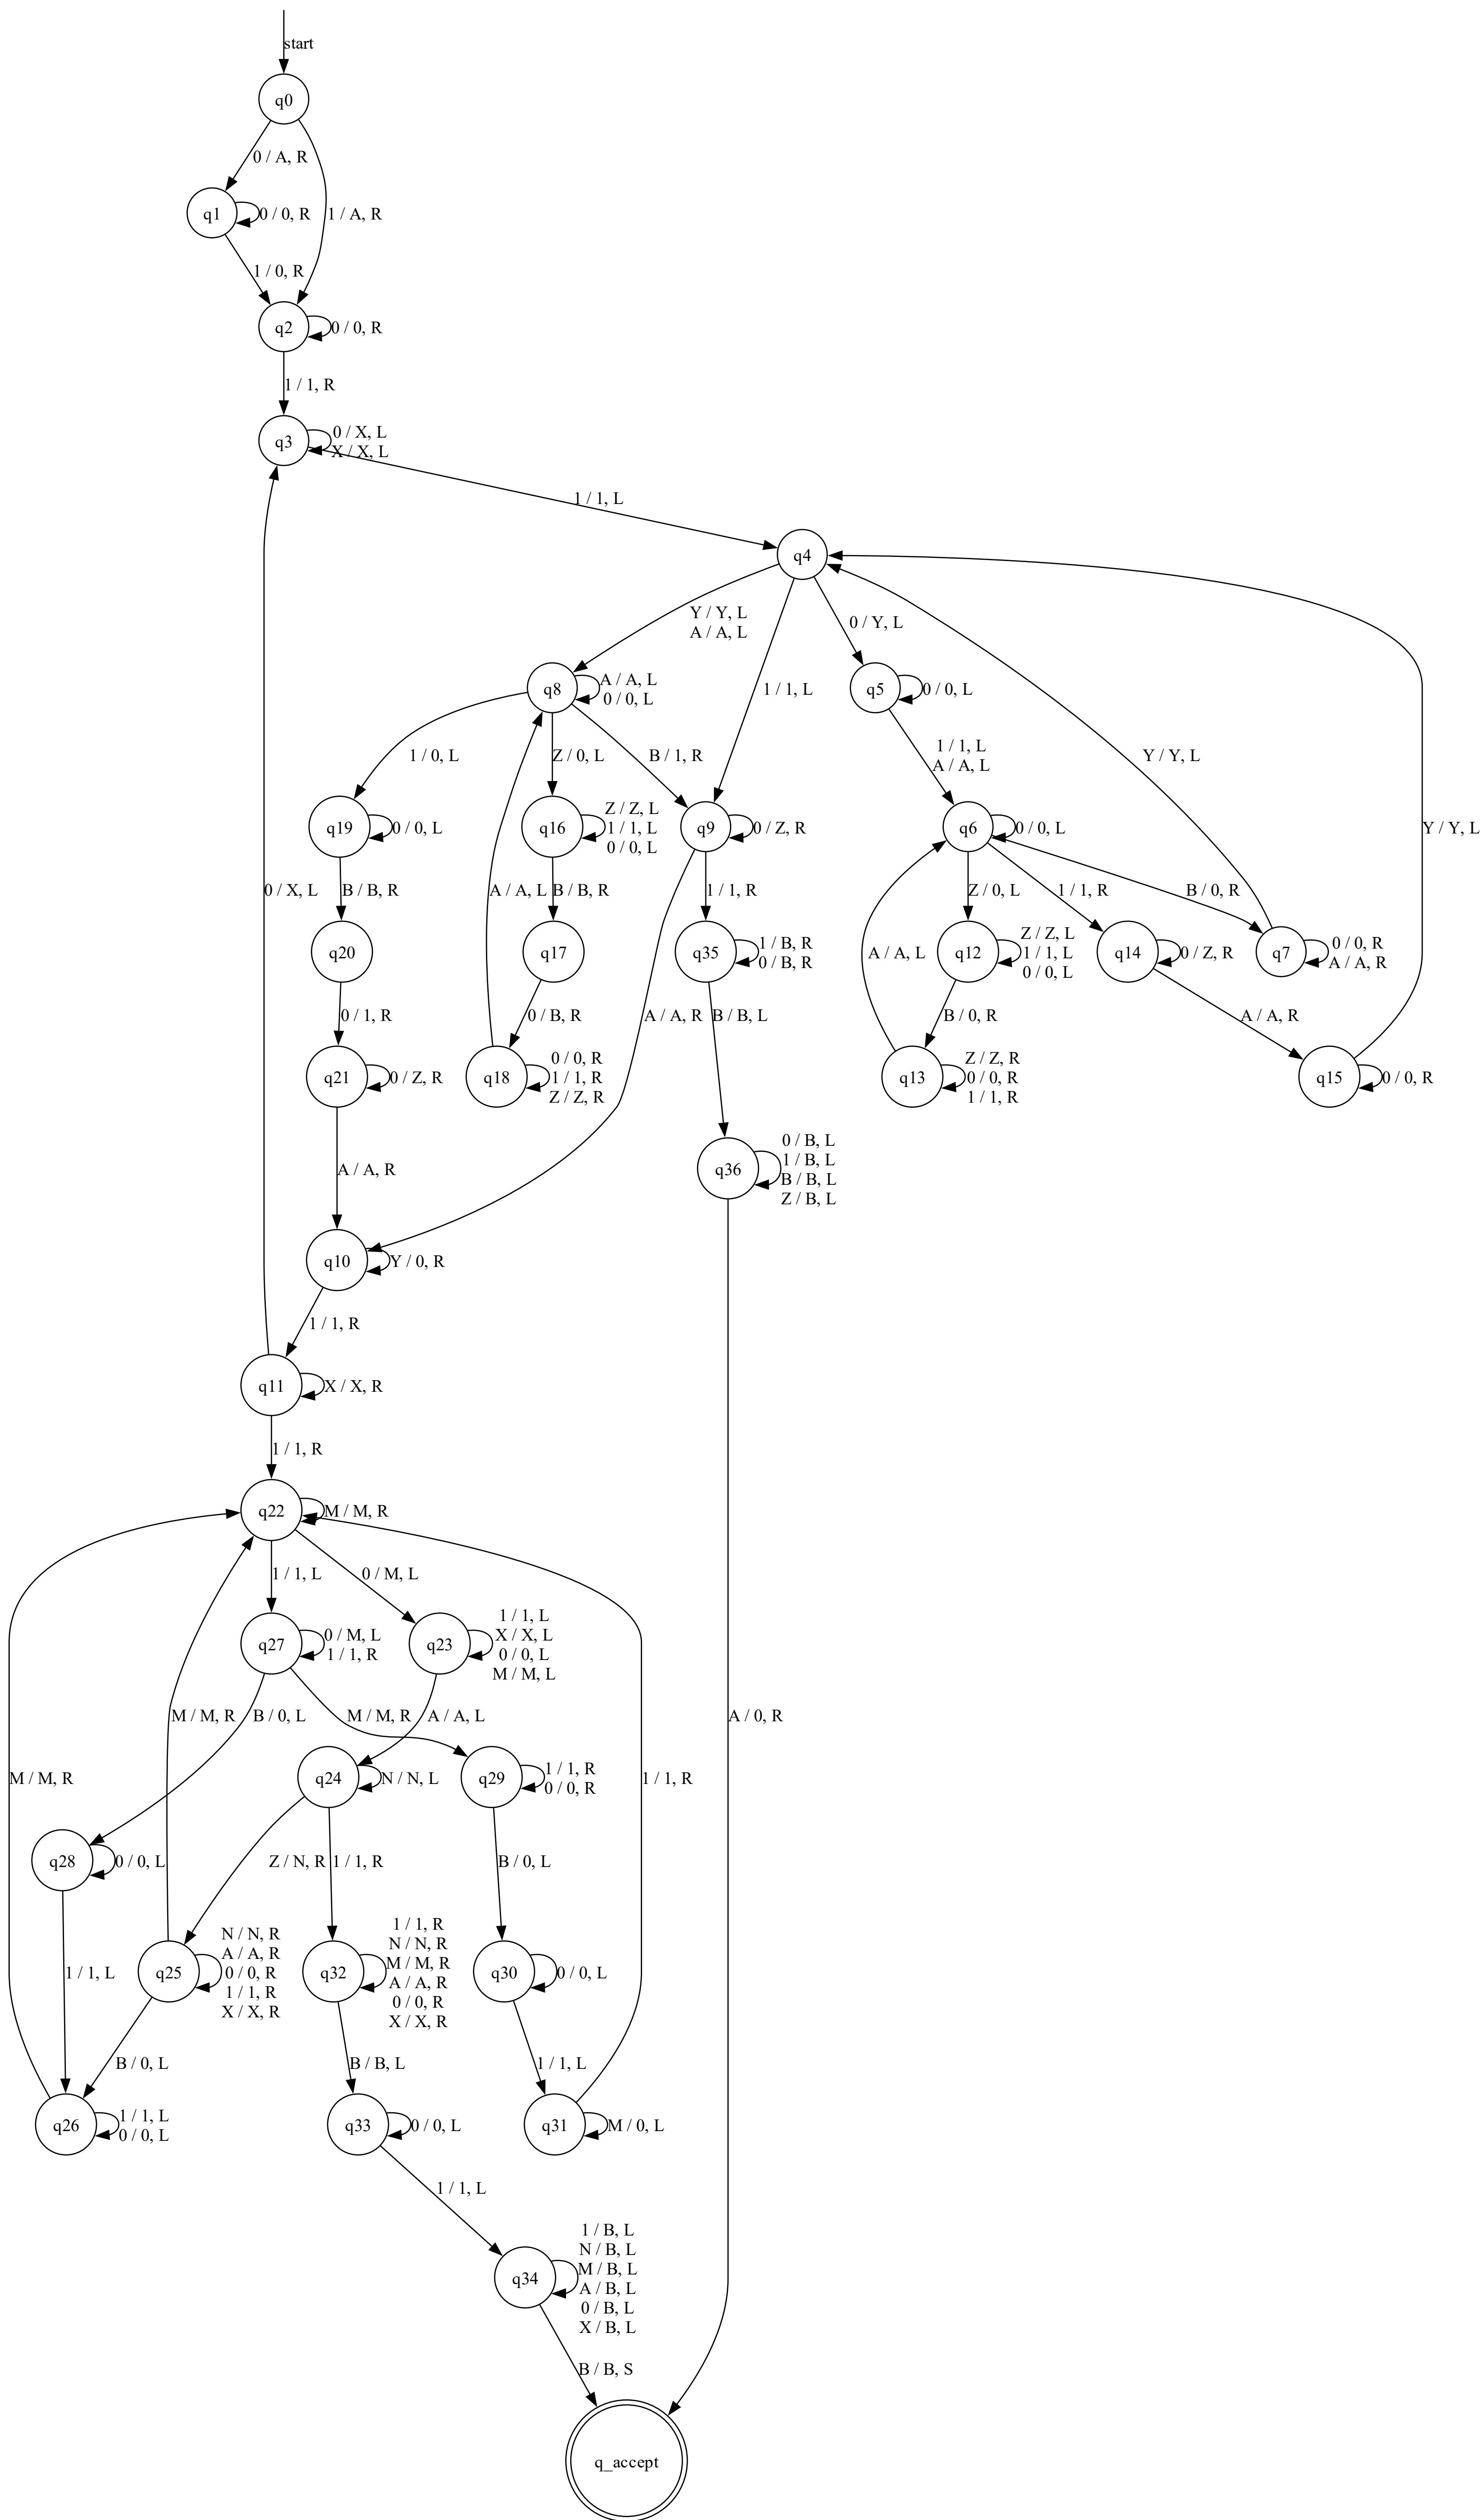 start
q0
0 / A, R
q1
0 / 0, R
1 / A, R
1 / 0, R
q2
0 / 0, R
1 / 1, R
q3
0 / X, L
X / X, L
1 / 1, L
q4
Y / Y, L
A / A, L
0 / Y, L
q8
A / A, L
0 / 0, L
1 / 1, L
q5
0 / 0, L
1 / 0, L
Z / 0, L
B / 1, R
1 / 1, L
A / A, L
Y / Y, L
q19
0 / 0, L
q16
Z / Z, L
1 / 1, L
0 / 0, L
q9
0 / Z, R
q6
0 / 0, L
Y / Y, L
0 / X, L
B / B, R
A / A, L
B / B, R
1 / 1, R
Z / 0, L
1 / 1, R
B / 0, R
q20
q17
q35
1 / B, R
0 / B, R
A / A, L
q12
Z / Z, L
1 / 1, L
0 / 0, L
q14
0 / Z, R
q7
0 / 0, R
A / A, R
0 / 1, R
0 / B, R
A / A, R
B / B, L
B / 0, R
A / A, R
q21
0 / Z, R
q18
0 / 0, R
1 / 1, R
Z / Z, R
q13
Z / Z, R
0 / 0, R
1 / 1, R
q15
0 / 0, R
A / A, R
q36
0 / B, L
1 / B, L
B / B, L
Z / B, L
q10
Y / 0, R
1 / 1, R
q11
X / X, R
1 / 1, R
q22
M / M, R
1 / 1, L
0 / M, L
q27
0 / M, L
1 / 1, R
q23
1 / 1, L
X / X, L
0 / 0, L
M / M, L
M / M, R
B / 0, L
M / M, R
A / A, L
A / 0, R
M / M, R
q24
N / N, L
q29
1 / 1, R
0 / 0, R
1 / 1, R
q28
0 / 0, L
Z / N, R
1 / 1, R
B / 0, L
1 / 1, L
q25
N / N, R
A / A, R
0 / 0, R
1 / 1, R
X / X, R
q32
1 / 1, R
N / N, R
M / M, R
A / A, R
0 / 0, R
X / X, R
q30
0 / 0, L
B / 0, L
B / B, L
1 / 1, L
q26
1 / 1, L
0 / 0, L
q33
0 / 0, L
q31
M / 0, L
1 / 1, L
q34
1 / B, L
N / B, L
M / B, L
A / B, L
0 / B, L
X / B, L
B / B, S
q_accept